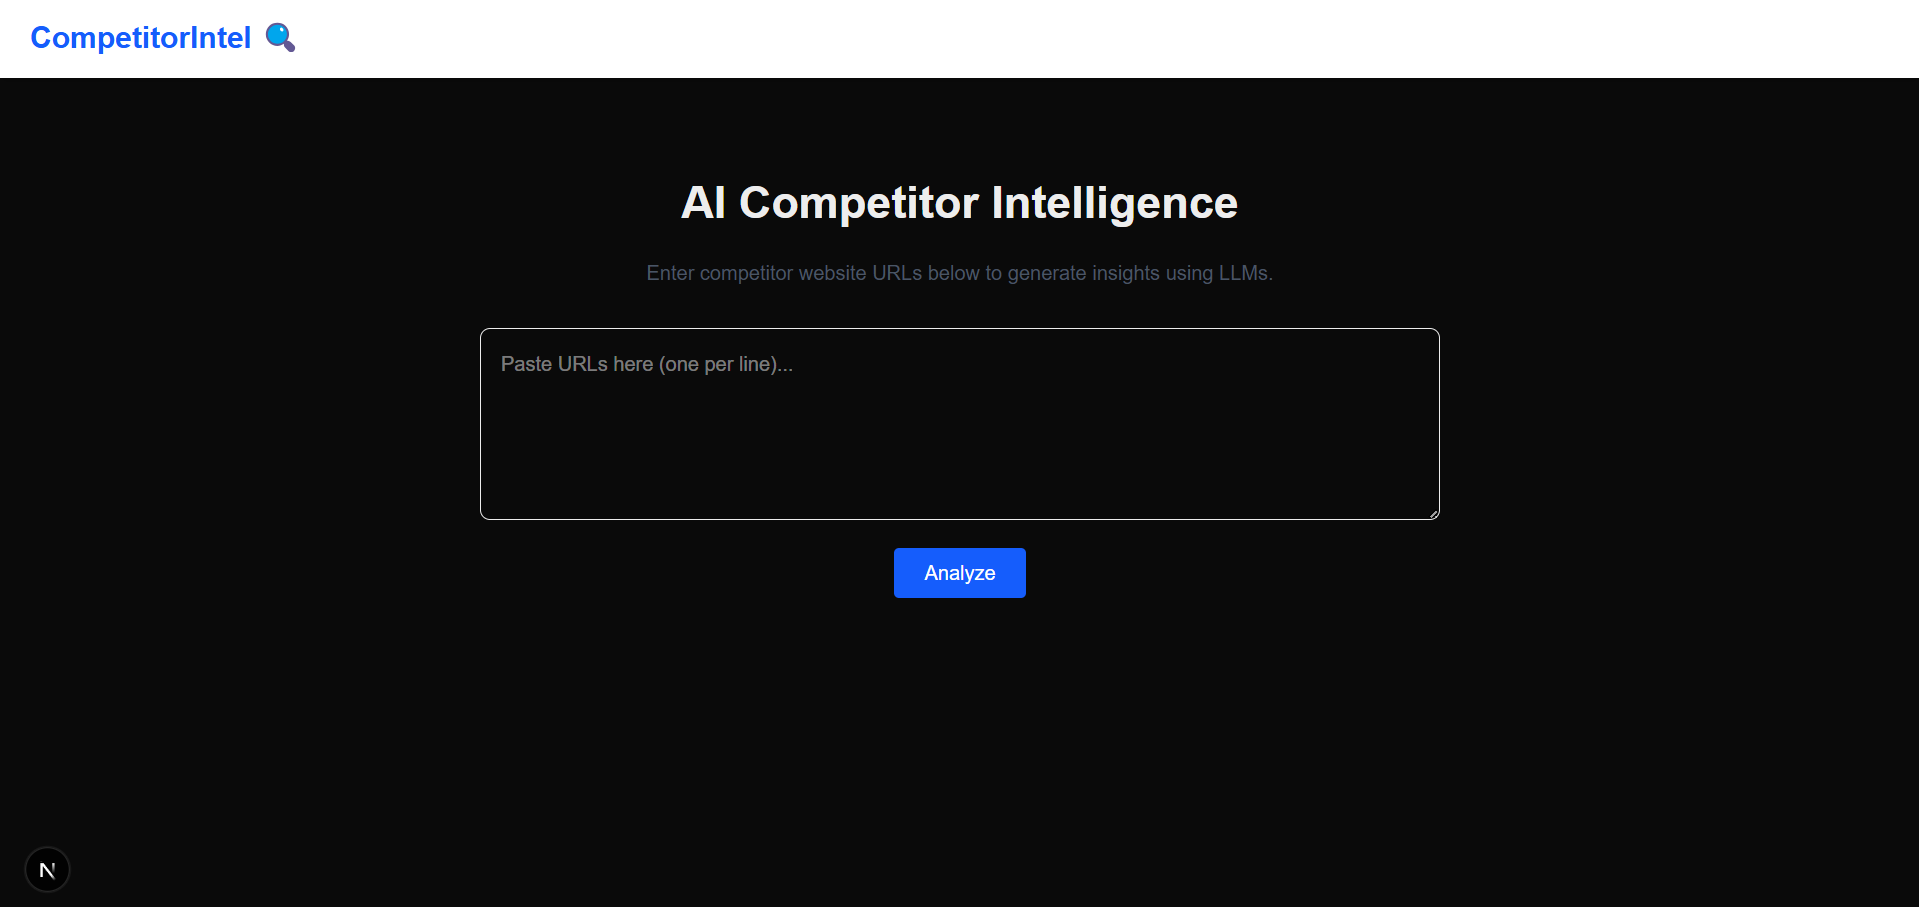 CompetitorIntel 🔍
AI Competitor Intelligence
Enter competitor website URLs below to generate insights using LLMs.
Paste URLs here (one per line)...
Analyze
N